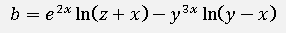 b = e^{2x} ln(z + x) − y^{3x} ln(y − x)